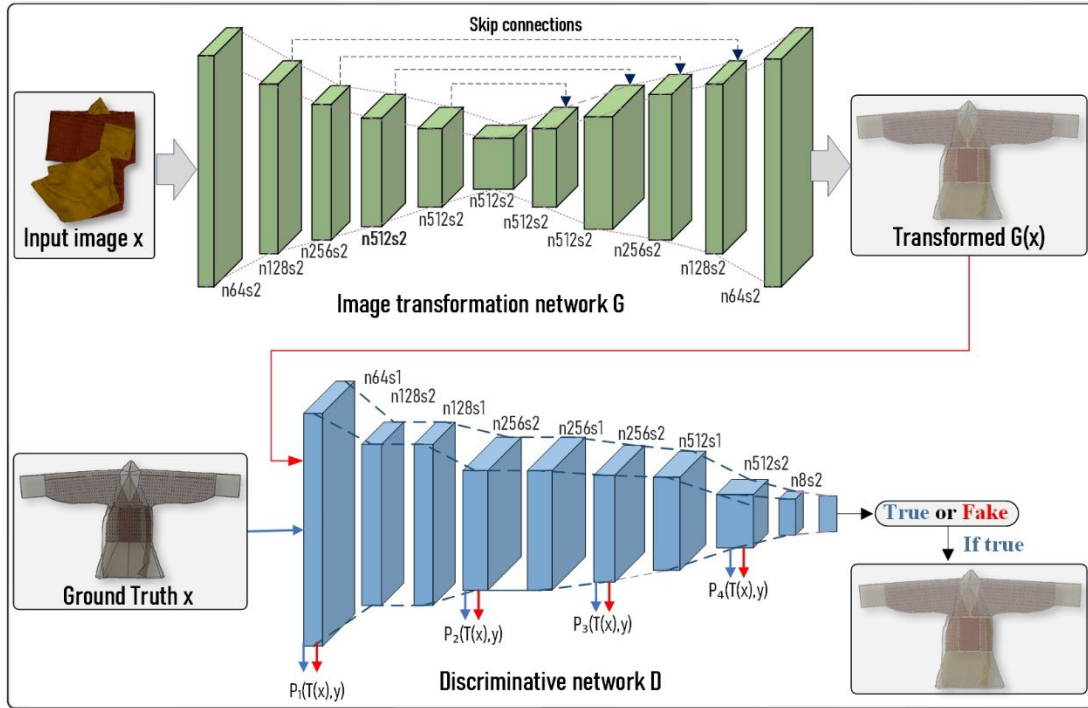 Skip connections
Input image x
n64s2
n128s2
n256s2
n512s2
n512s2
n512s2
n512s2
n512s2
n256s2
n128s2
n64s2
Transformed G(x)
Image transformation network G
n64s1
n128s2
n128s1
n256s2
n256s1
n256s2
n512s1
n512s2
n8s2
Ground Truth x
True or Fake
If true
P₁(T(x),y)
P₂(T(x),y)
P₃(T(x),y)
P₄(T(x),y)
Discriminative network D